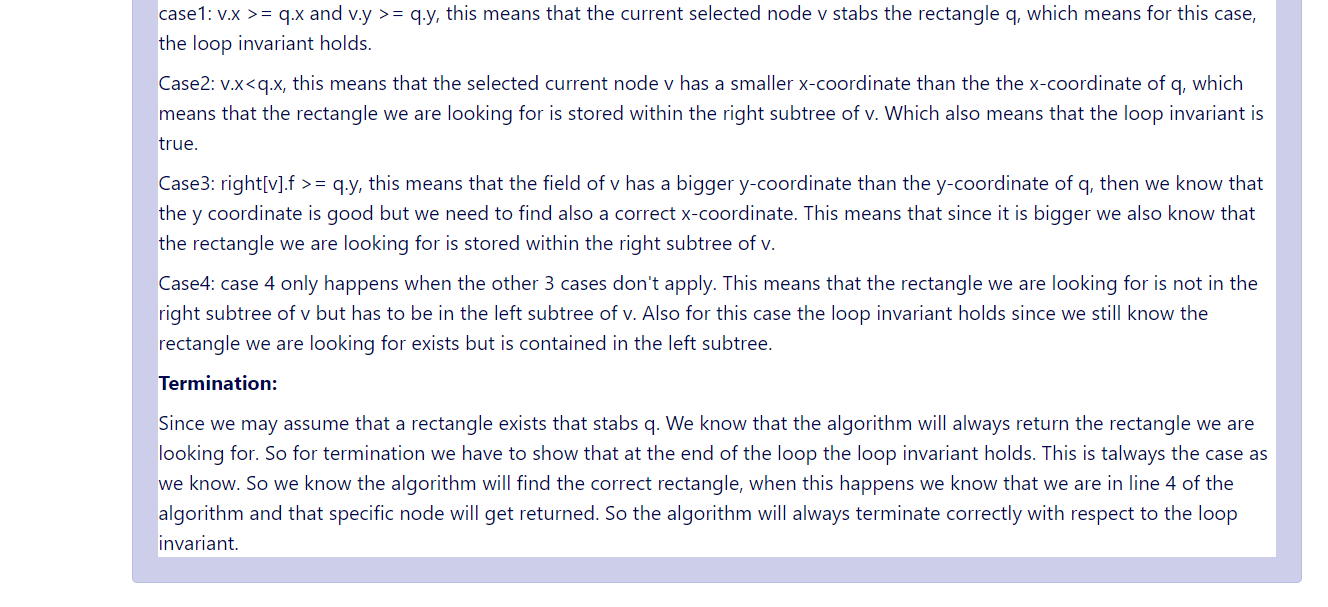 case1: v.x >= q.x and v.y >= q.y, this means that the current selected node v stabs the rectangle q, which means for this case,
the loop invariant holds.
Case2: v.x<q.x, this means that the selected current node v has a smaller x-coordinate than the the x-coordinate of q, which
means that the rectangle we are looking for is stored within the right subtree of v. Which also means that the loop invariant is
true.
Case3: right[v].f >= q.y, this means that the field of v has a bigger y-coordinate than the y-coordinate of q, then we know that
the y coordinate is good but we need to find also a correct x-coordinate. This means that since it is bigger we also know that
the rectangle we are looking for is stored within the right subtree of v.
Case4: case 4 only happens when the other 3 cases don't apply. This means that the rectangle we are looking for is not in the
right subtree of v but has to be in the left subtree of v. Also for this case the loop invariant holds since we still know the
rectangle we are looking for exists but is contained in the left subtree.
Termination:
Since we may assume that a rectangle exists that stabs q. We know that the algorithm will always return the rectangle we are
looking for. So for termination we have to show that at the end of the loop the loop invariant holds. This is talways the case as
we know. So we know the algorithm will find the correct rectangle, when this happens we know that we are in line 4 of the
algorithm and that specific node will get returned. So the algorithm will always terminate correctly with respect to the loop
invariant.